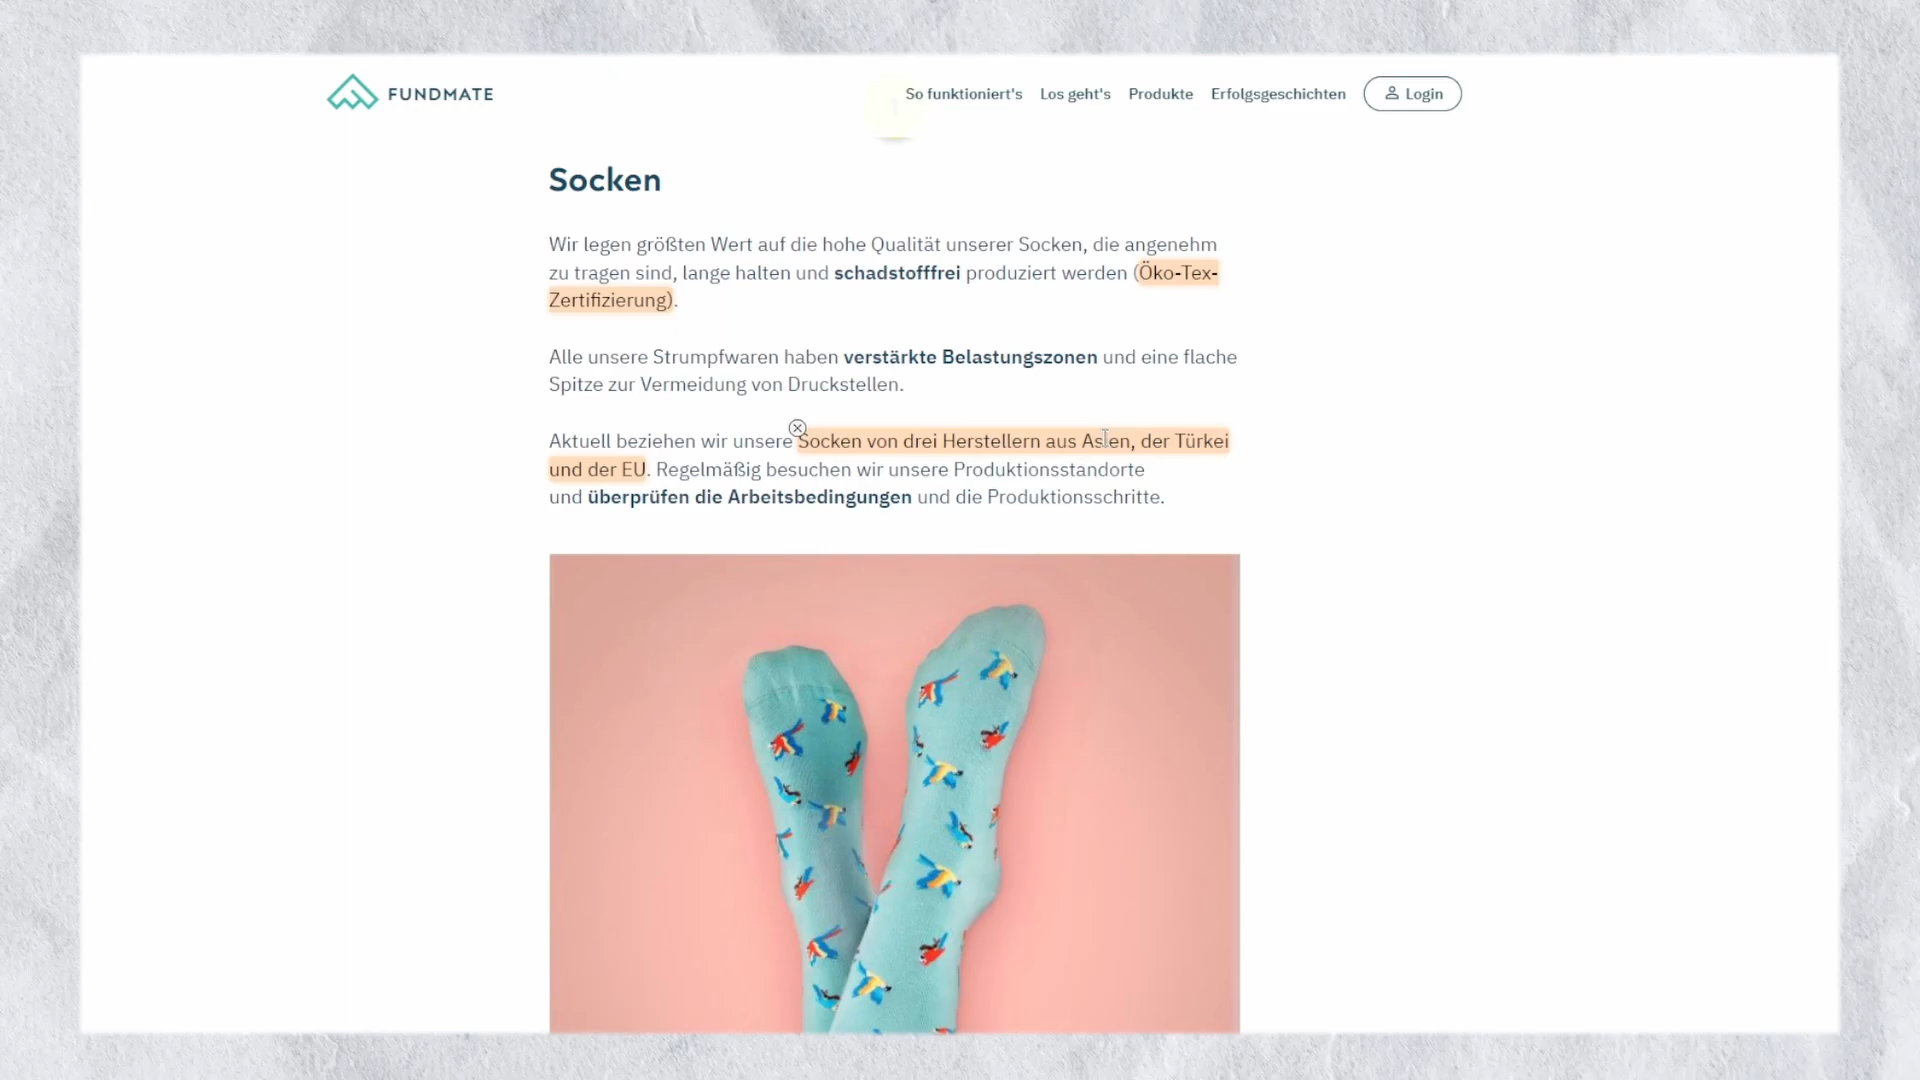 FUNDMATE
So funktioniert's Los geht's Produkte Erfolgsgeschichten Login
Socken
Wir legen größten Wert auf die hohe Qualität unserer Socken, die angenehm
zu tragen sind, lange halten und schadstofffrei produziert werden (Öko-Tex-
Zertifizierung).
Alle unsere Strumpfwaren haben verstärkte Belastungszonen und eine flache
Spitze zur Vermeidung von Druckstellen.
Aktuell beziehen wir unsere Socken von drei Herstellern aus Asien, der Türkei
und der EU. Regelmäßig besuchen wir unsere Produktionsstandorte
und überprüfen die Arbeitsbedingungen und die Produktionsschritte.